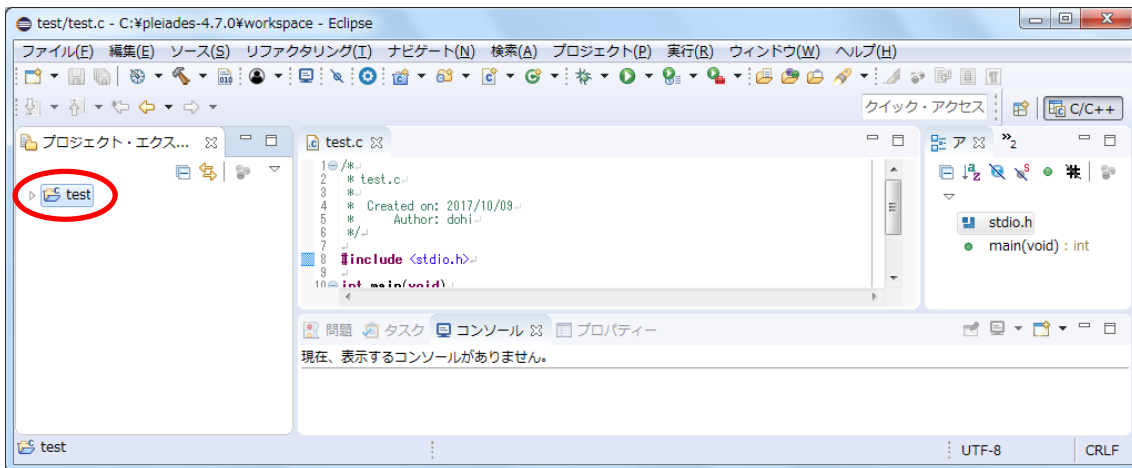 test/test.c - C:¥pleiades-4.7.0¥workspace - Eclipse
ファイル(F) 編集(E) ソース(S) リファクタリング(T) ナビゲート(N) 検索(A) プロジェクト(P) 実行(R) ウィンドウ(W) ヘルプ(H)
クイック・アクセス
C/C++
プロジェクト・エクス...
test
test.c
1 /*
2 * test.c
3 *
4 * Created on: 2017/10/09
5 * Author: dohi
6 */
7
8 #include <stdio.h>
9
10 int main(void)
ア
»2
stdio.h
main(void) : int
問題 タスク コンソール プロパティー
現在、表示するコンソールがありません。
test
UTF-8
CRLF